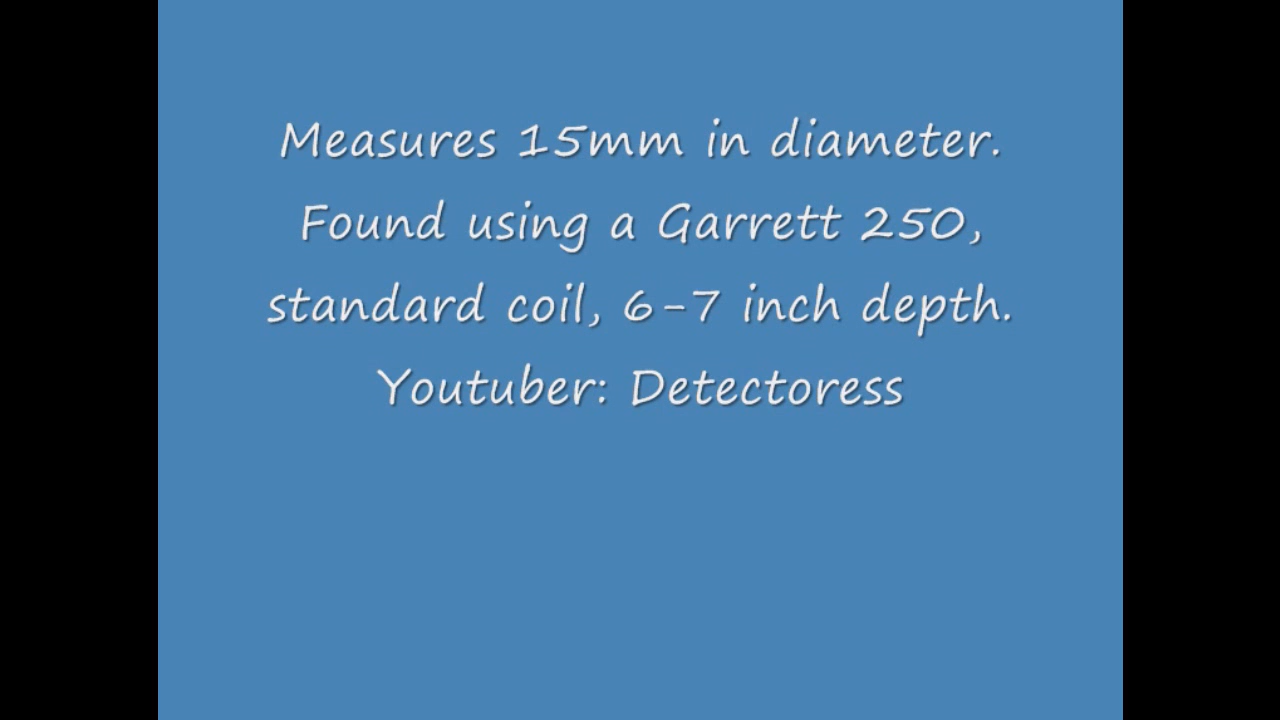 Measures 15mm in diameter.
Found using a Garrett 250,
standard coil, 6-7 inch depth.
Youtuber: Detectoress